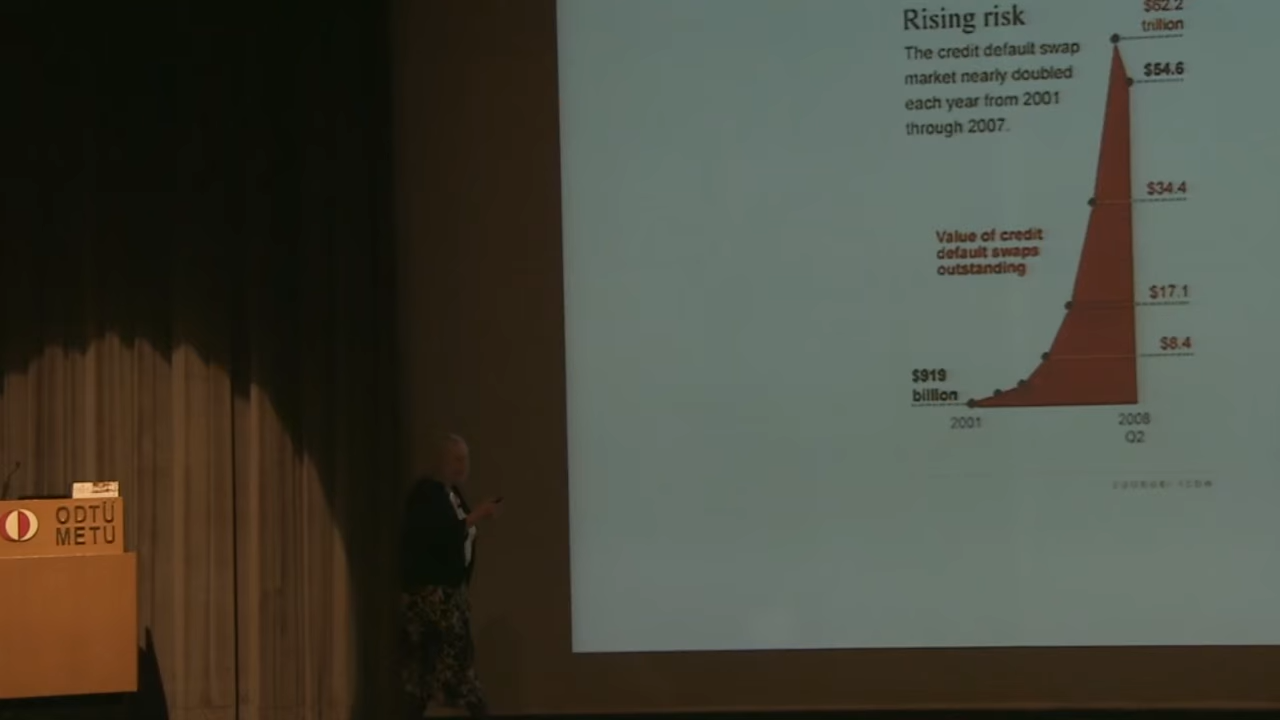 Rising risk
The credit default swap
market nearly doubled
each year from 2001
through 2007.
$62.2
trillion
$54.6
$34.4
Value of credit
default swaps
outstanding
$17.1
$8.4
$919
billion
2001
2008
Q2
ODTÜ
METU